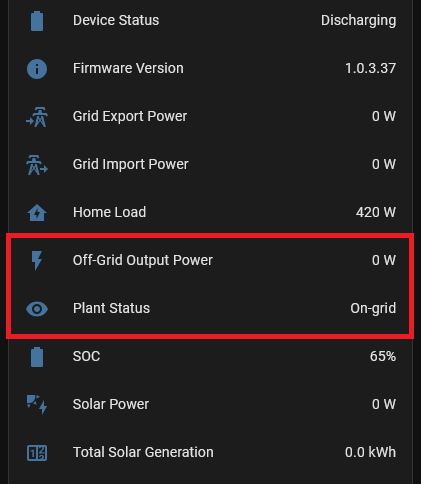 Device Status Discharging
Firmware Version 1.0.3.37
Grid Export Power 0 W
Grid Import Power 0 W
Home Load 420 W
Off-Grid Output Power 0 W
Plant Status On-grid
SOC 65%
Solar Power 0 W
Total Solar Generation 0.0 kWh